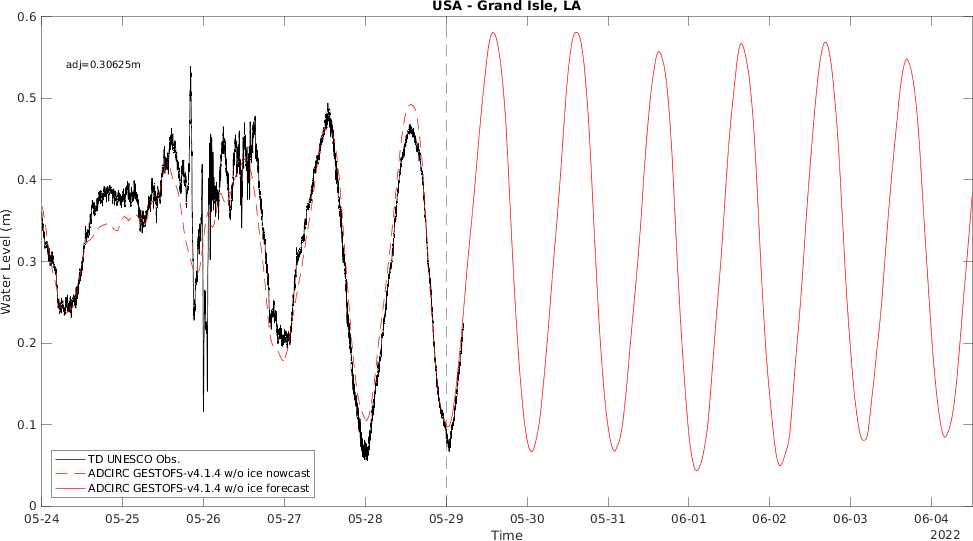 USA - Grand Isle, LA
adj=0.30625m
0.6
0.5
0.4
0.3
0.2
0.1
0
Water Level (m)
TD UNESCO Obs.
ADCIRC GESTOFS-v4.1.4 w/o ice nowcast
ADCIRC GESTOFS-v4.1.4 w/o ice forecast
05-24 05-25 05-26 05-27 05-28 05-29 05-30 05-31 06-01 06-02 06-03 06-04
Time
2022